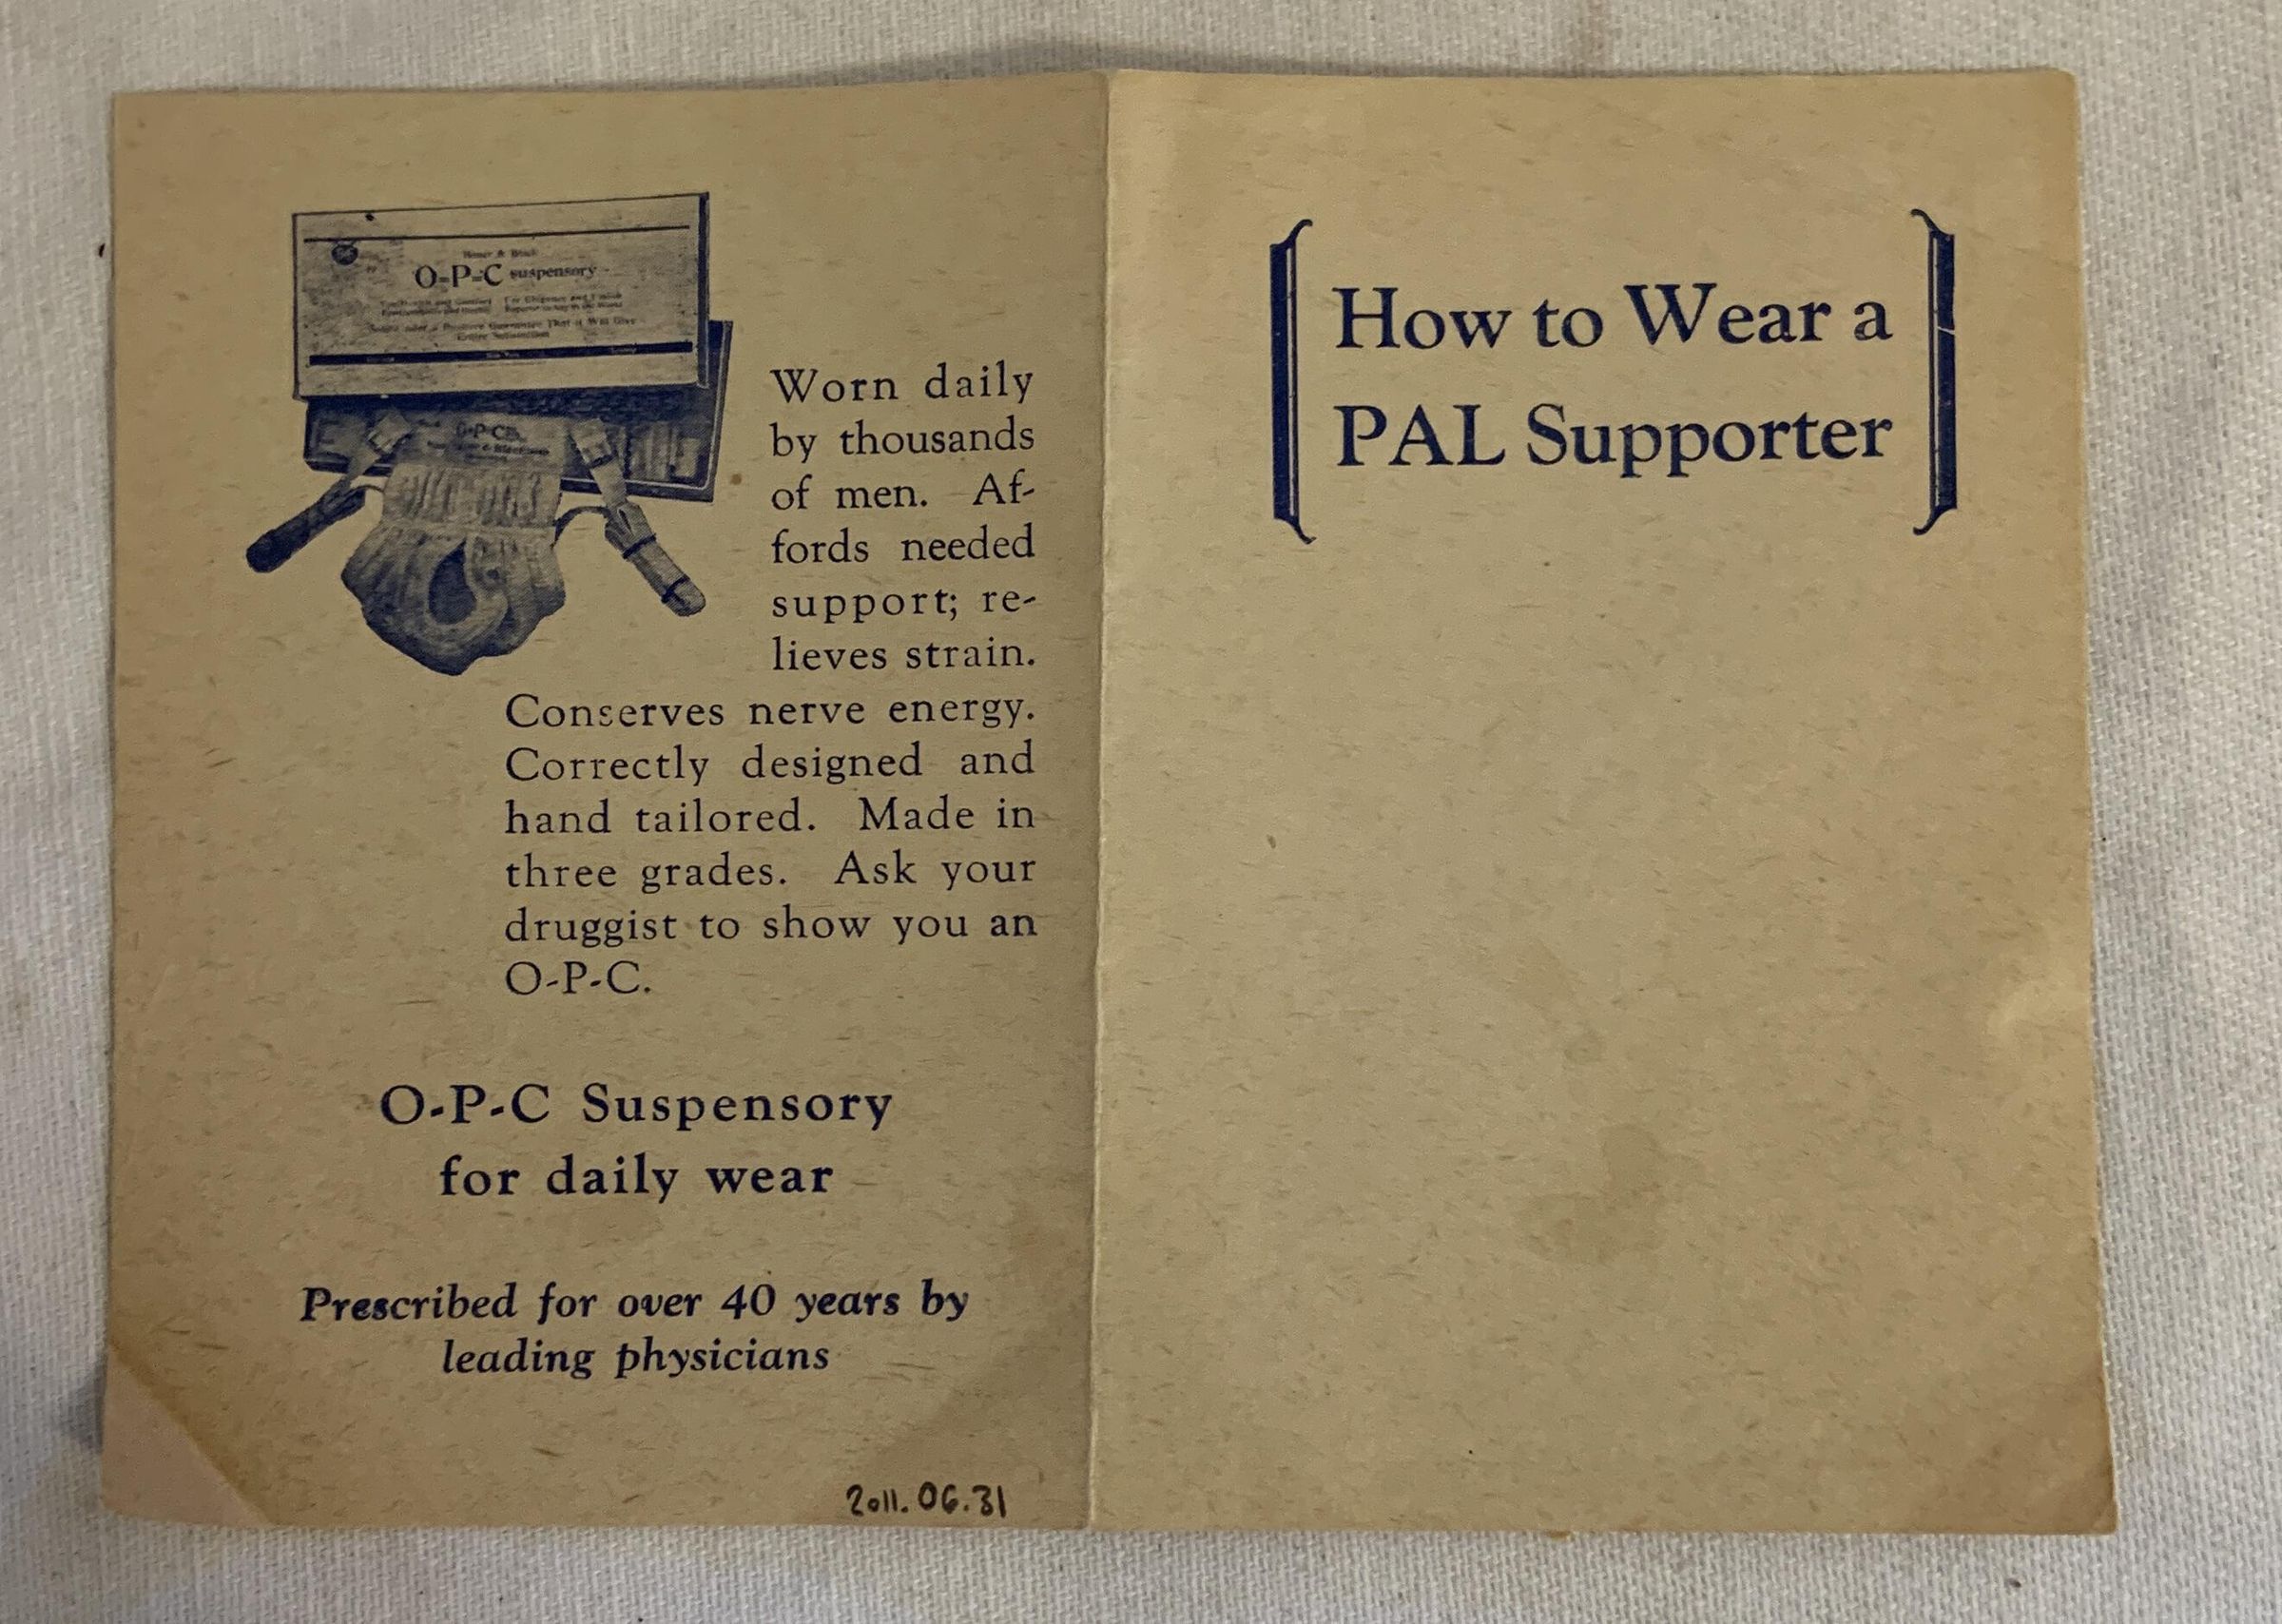 Bauer & Black
O-P-C suspensory
O-P-C
Worn daily
by thousands
of men. Af-
fords needed
support; re-
lieves strain.
Conserves nerve energy.
Correctly designed and
hand tailored. Made in
three grades. Ask your
druggist to show you an
O-P-C.
O-P-C Suspensory
for daily wear
Prescribed for over 40 years by
leading physicians
2011.06.31
How to Wear a
PAL Supporter